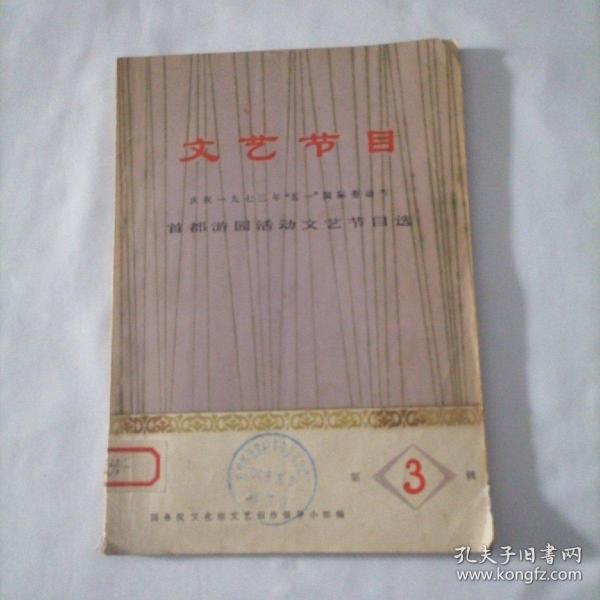 文艺节目
庆祝一九七二年“五一”国际劳动节
首都游园活动文艺节目选
第 3 辑
国务院文化组文艺创作领导小组编
孔夫子旧书网
www.kongfz.com